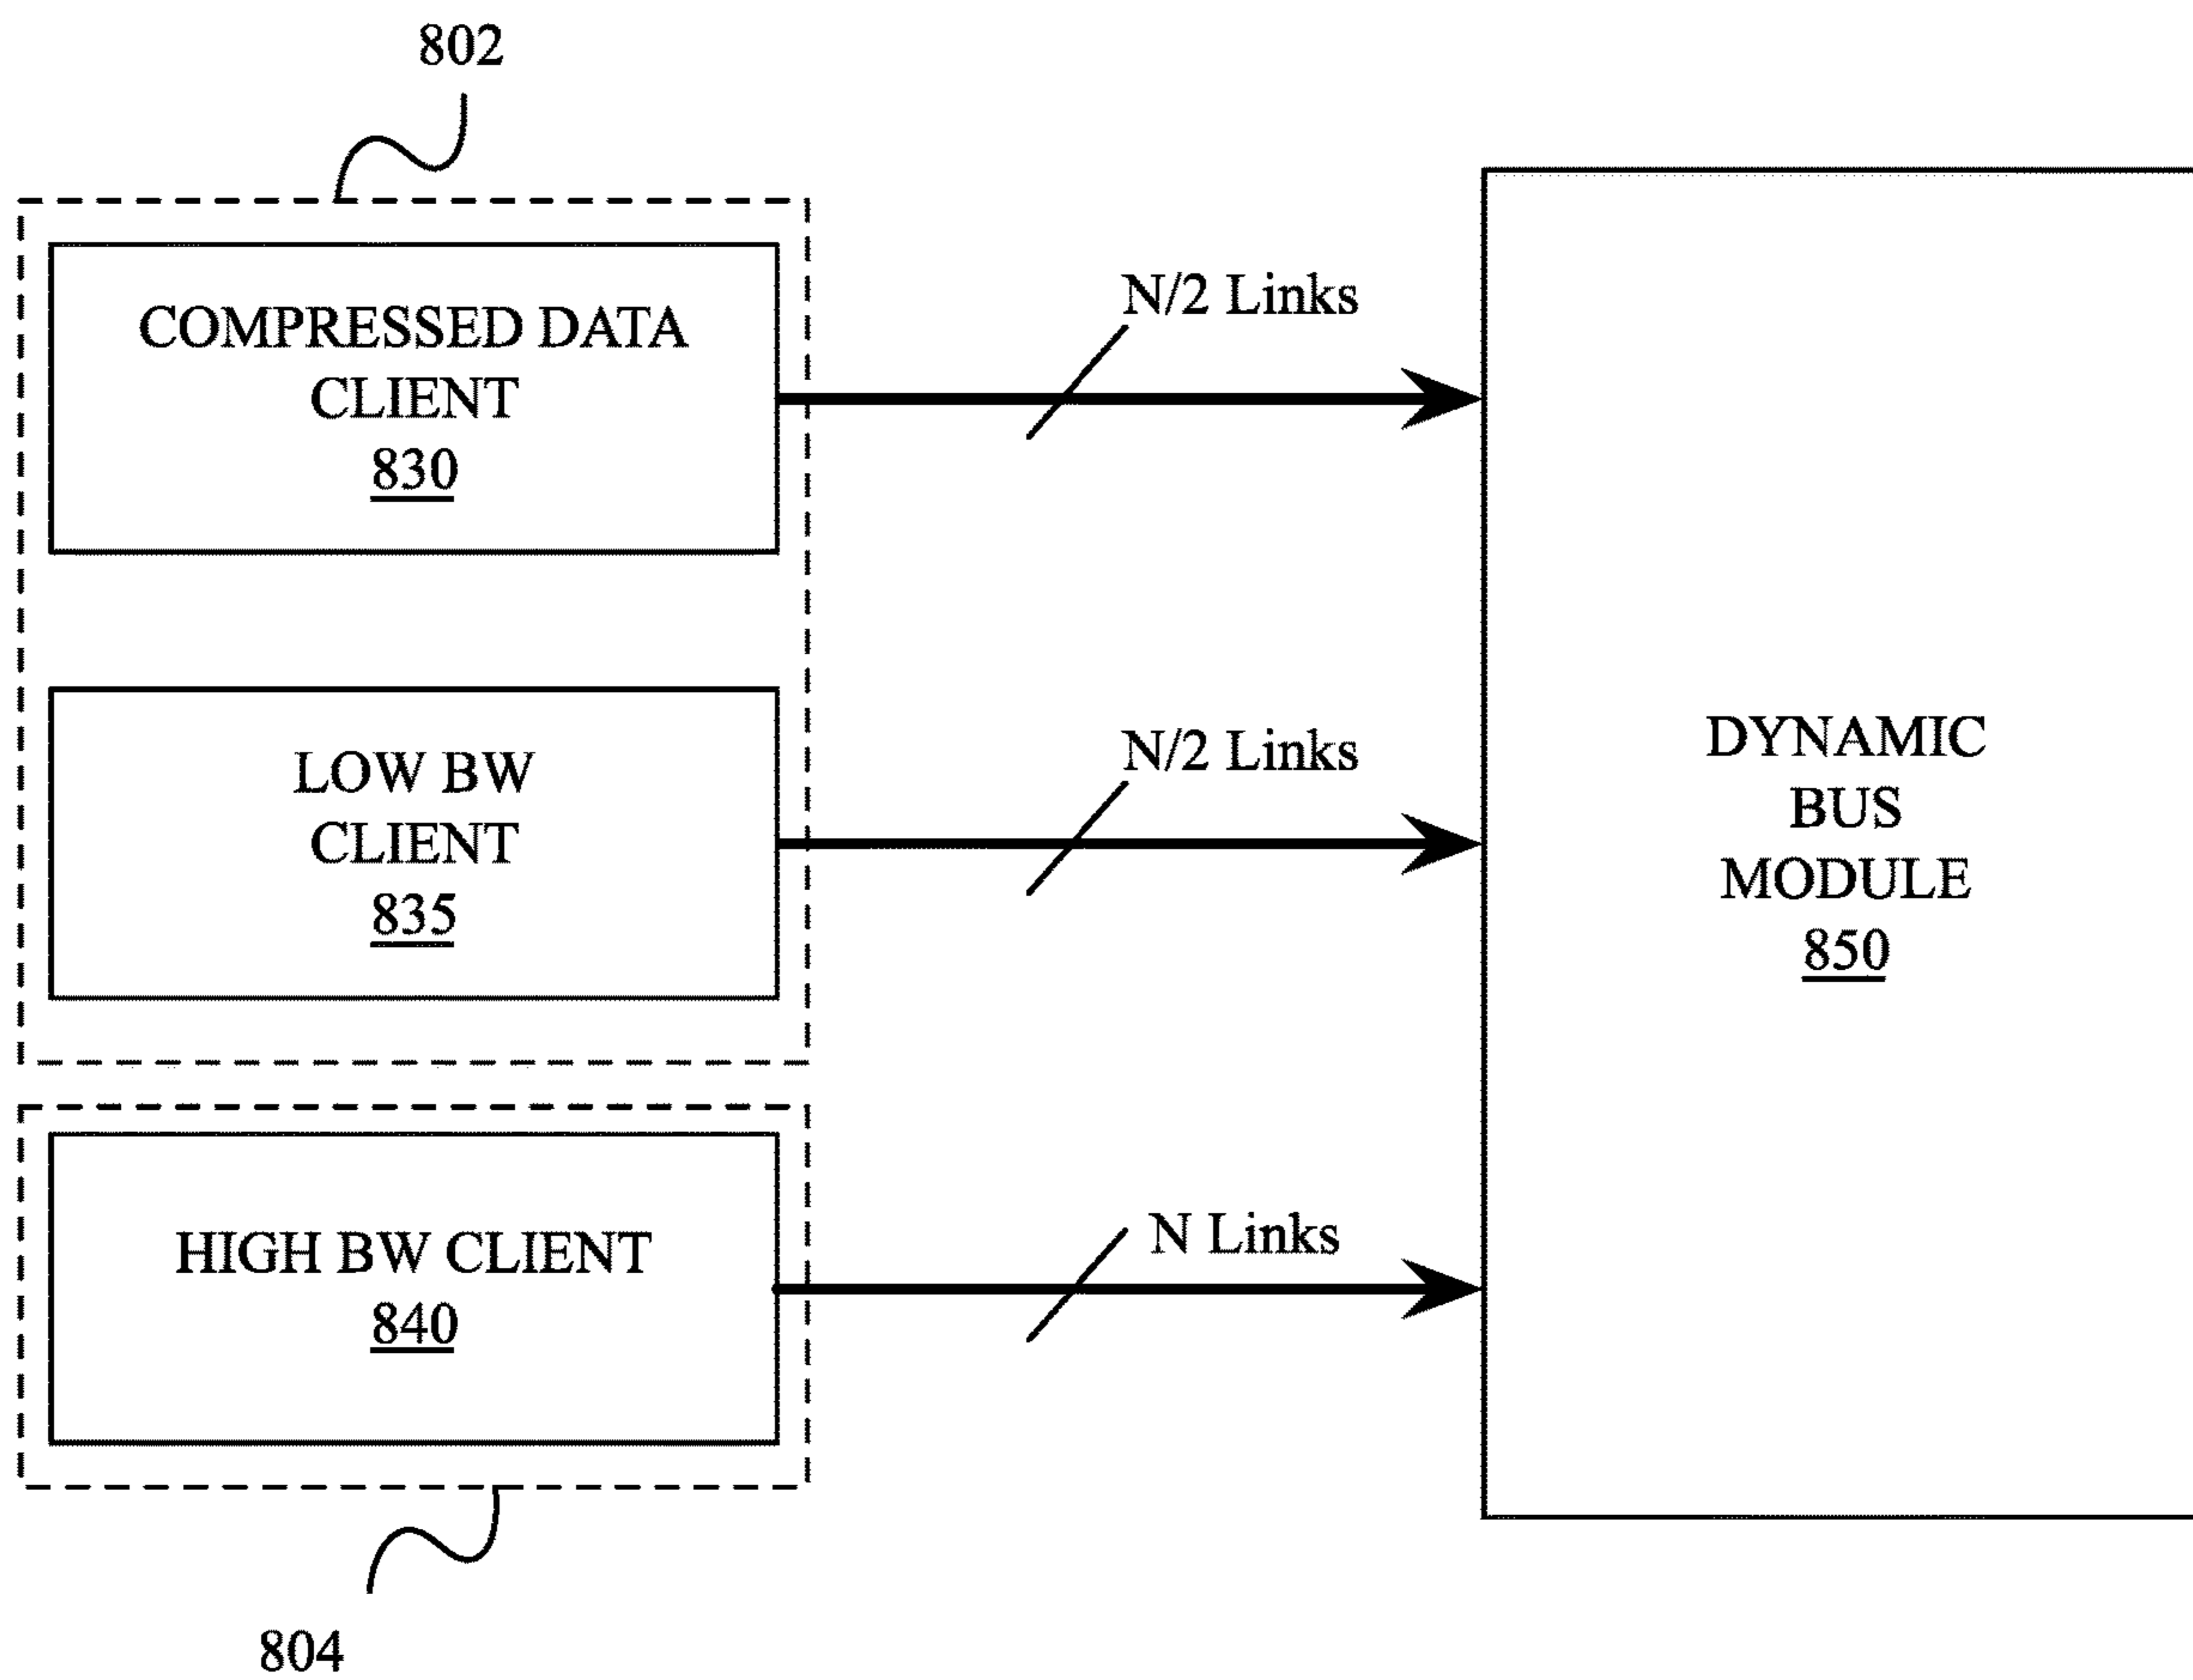 802
COMPRESSED DATA
CLIENT
830
N/2 Links
LOW BW
CLIENT
835
N/2 Links
DYNAMIC
BUS
MODULE
850
HIGH BW CLIENT
840
N Links
804